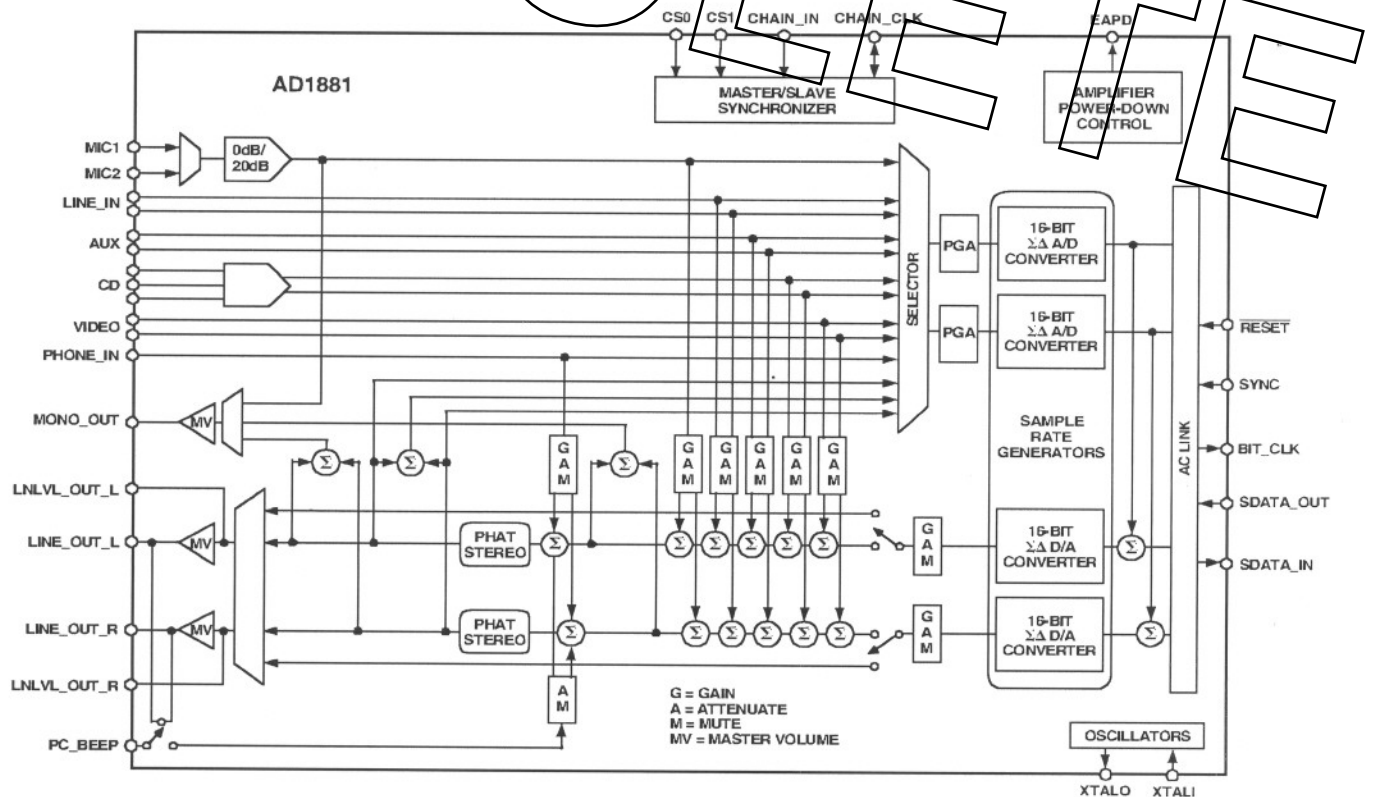 CS0 CS1 CHAIN_IN CHAIN_CLK EAPD
AD1881
MASTER/SLAVE
SYNCHRONIZER
AMPLIFIER
POWER-DOWN
CONTROL
MIC1
MIC2
0dB/
20dB
LINE_IN
AUX
CD
VIDEO
PHONE_IN
SELECTOR
PGA
16-BIT
ΣΔ A/D
CONVERTER
PGA
16-BIT
ΣΔ A/D
CONVERTER
SAMPLE
RATE
GENERATORS
AC LINK
RESET
SYNC
BIT_CLK
SDATA_OUT
SDATA_IN
MONO_OUT
MV
Σ
Σ
G
A
M
Σ
G
A
M
G
A
M
G
A
M
G
A
M
G
A
M
LNLVL_OUT_L
LINE_OUT_L
MV
PHAT
STEREO
Σ
Σ
Σ
Σ
Σ
Σ
G
A
M
16-BIT
ΣΔ D/A
CONVERTER
Σ
LINE_OUT_R
MV
PHAT
STEREO
Σ
Σ
Σ
Σ
Σ
Σ
G
A
M
16-BIT
ΣΔ D/A
CONVERTER
Σ
LNLVL_OUT_R
A
M
G = GAIN
A = ATTENUATE
M = MUTE
MV = MASTER VOLUME
PC_BEEP
OSCILLATORS
XTALO XTALI